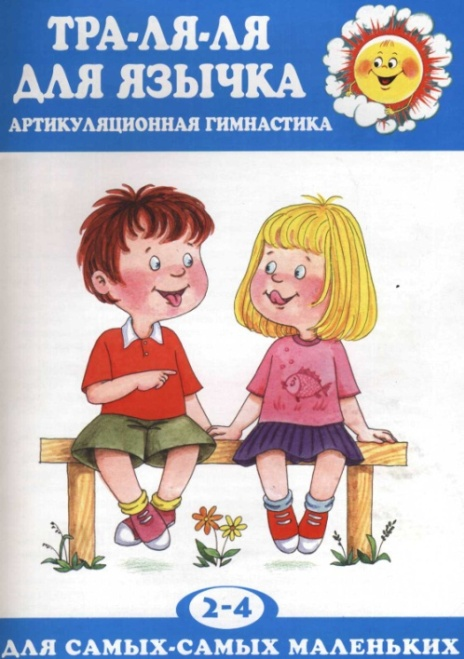 ТРА-ЛЯ-ЛЯ
ДЛЯ ЯЗЫЧКА
АРТИКУЛЯЦИОННАЯ ГИМНАСТИКА
2-4
ДЛЯ САМЫХ-САМЫХ МАЛЕНЬКИХ